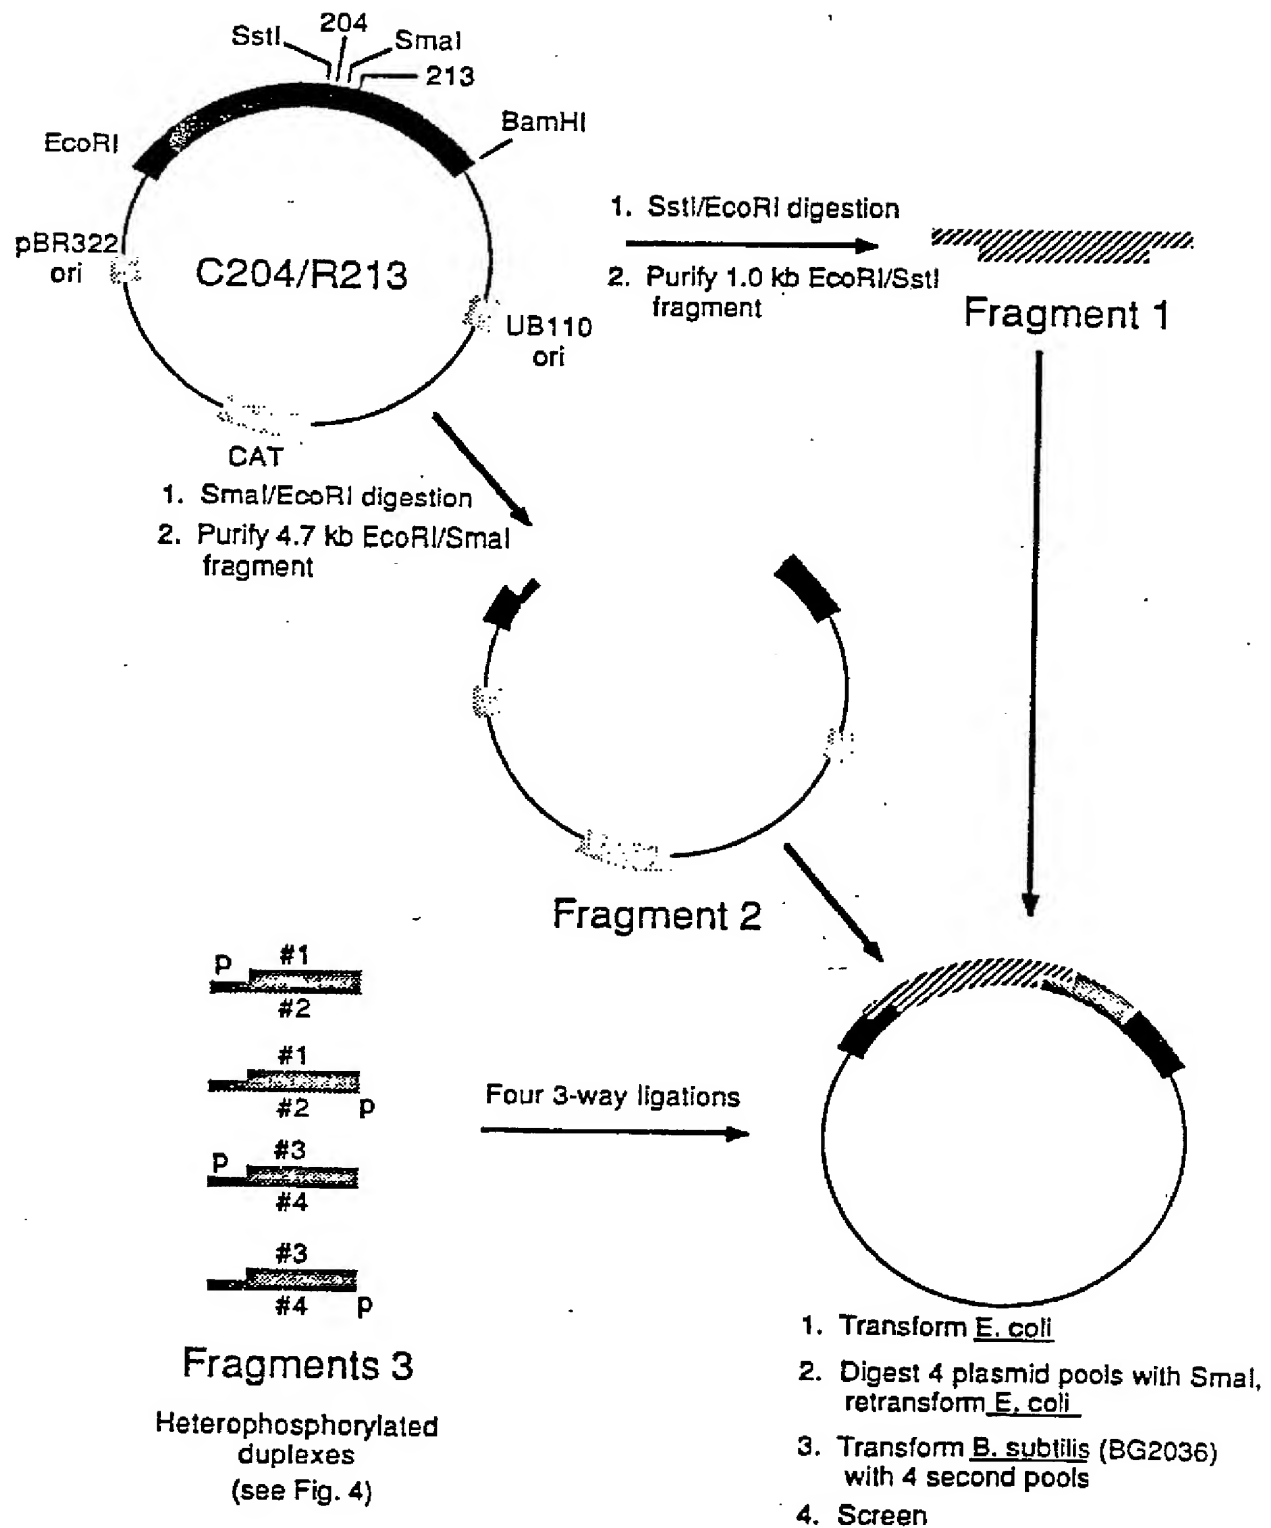 SstI
204
SmaI
213
EcoRI
BamHI
pBR322
ori
C204/R213
UB110
ori
CAT
1. SstI/EcoRI digestion
2. Purify 1.0 kb EcoRI/SstI
fragment
Fragment 1
1. SmaI/EcoRI digestion
2. Purify 4.7 kb EcoRI/SmaI
fragment
Fragment 2
p
#1
#2
#1
#2
p
p
#3
#4
#3
#4
p
Four 3-way ligations
Fragments 3
Heterophosphorylated
duplexes
(see Fig. 4)
1. Transform E. coli
2. Digest 4 plasmid pools with SmaI,
retransform E. coli
3. Transform B. subtilis (BG2036)
with 4 second pools
4. Screen